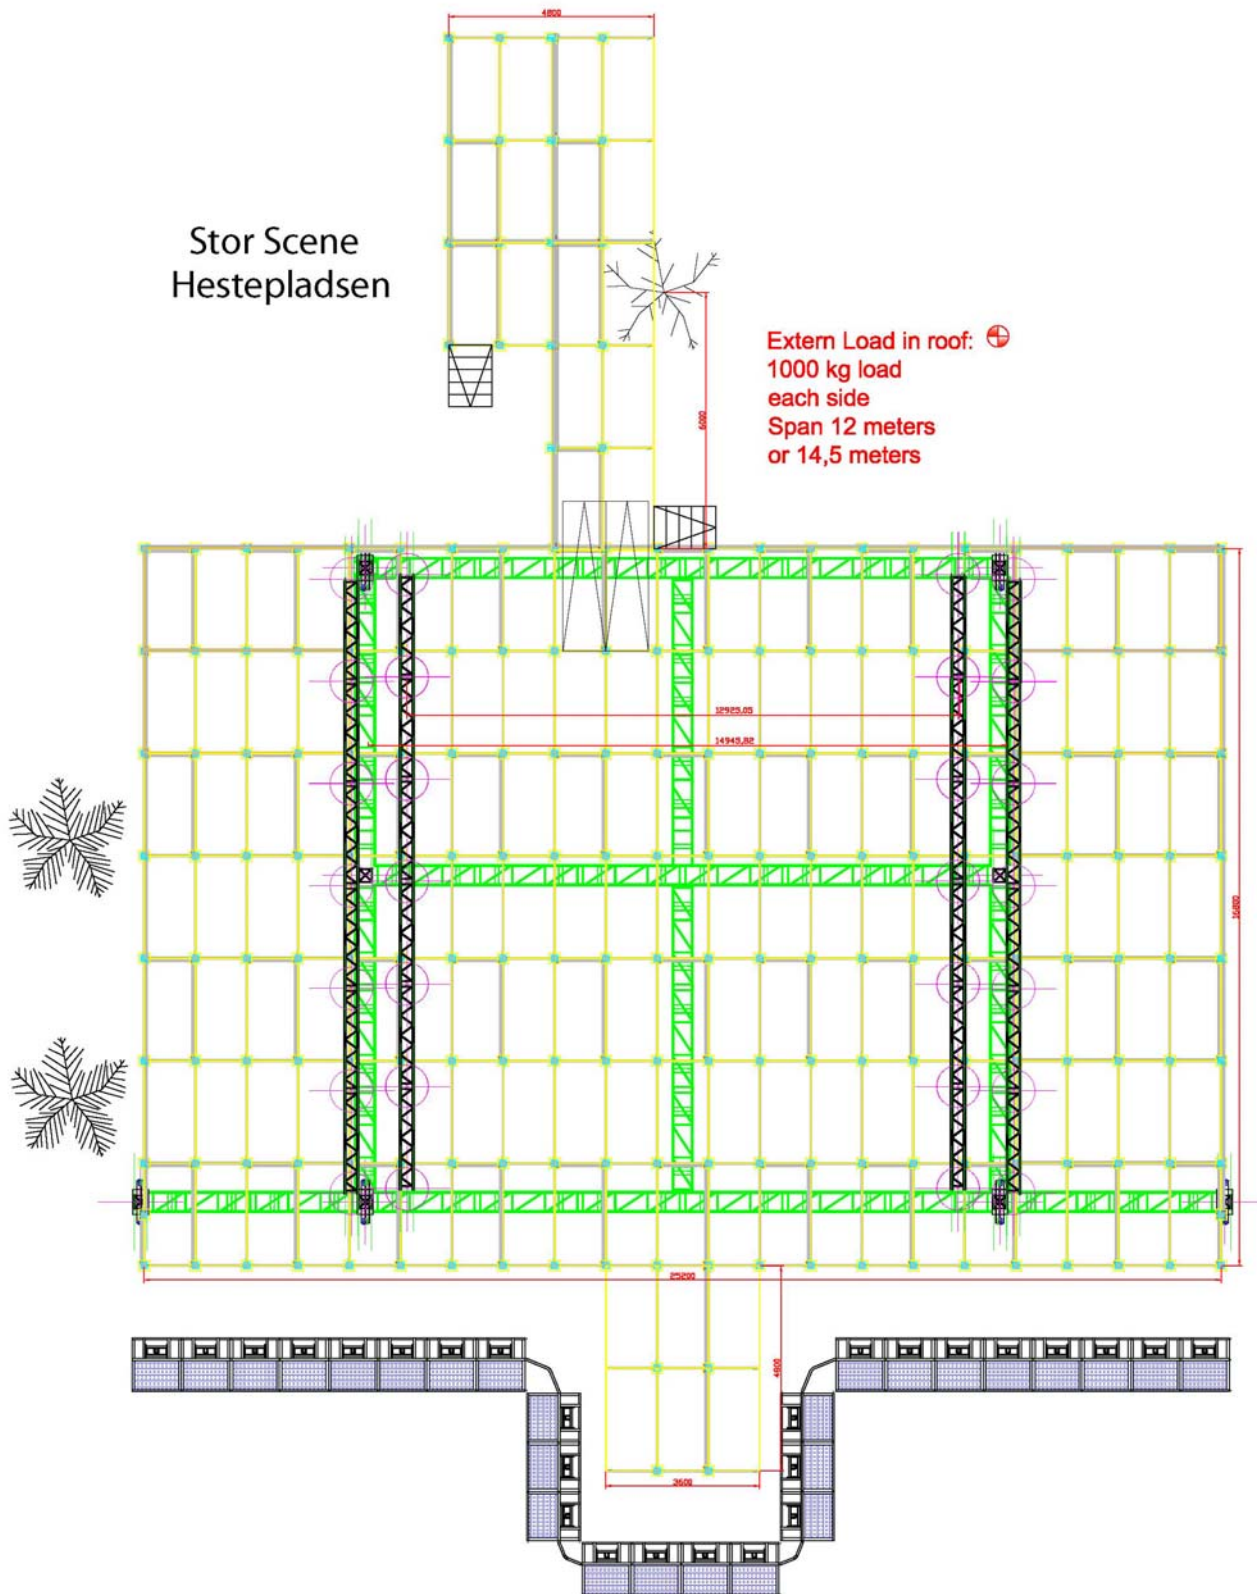 4800
Stor Scene
Hestepladsen
Extern Load in roof:
1000 kg load
each side
Span 12 meters
or 14,5 meters
6000
12925,05
14945,82
16800
25200
4800
3600